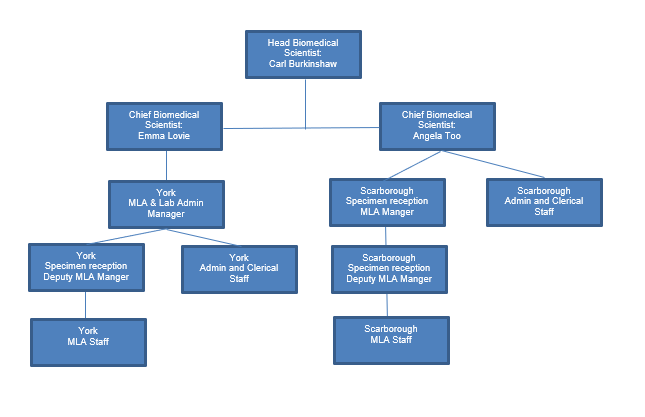 Head Biomedical
Scientist:
Carl Burkinshaw
Chief Biomedical
Scientist:
Emma Lovie
Chief Biomedical
Scientist:
Angela Too
York
MLA & Lab Admin
Manager
Scarborough
Specimen reception
MLA Manger
Scarborough
Admin and Clerical
Staff
York
Specimen reception
Deputy MLA Manger
York
Admin and Clerical
Staff
Scarborough
Specimen reception
Deputy MLA Manger
York
MLA Staff
Scarborough
MLA Staff